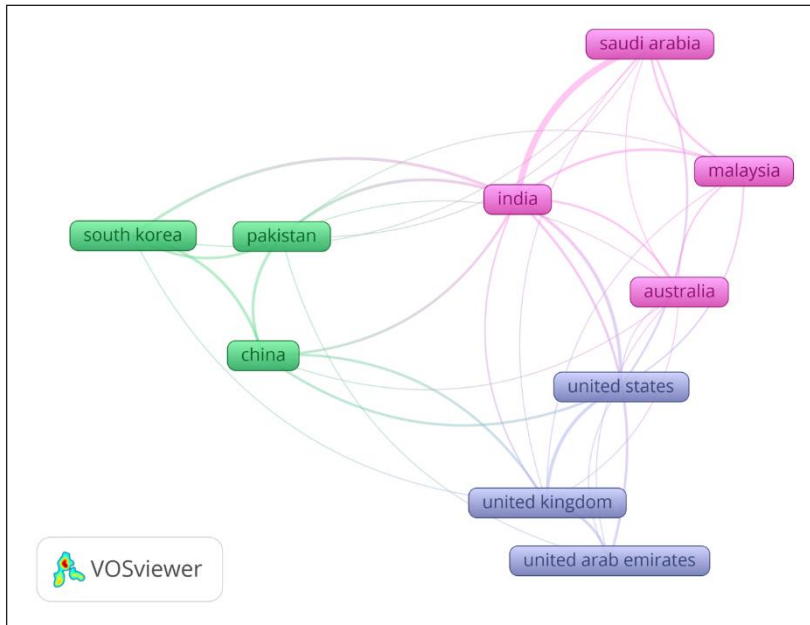 saudi arabia
malaysia
india
south korea
pakistan
australia
china
united states
united kingdom
united arab emirates
VOSviewer